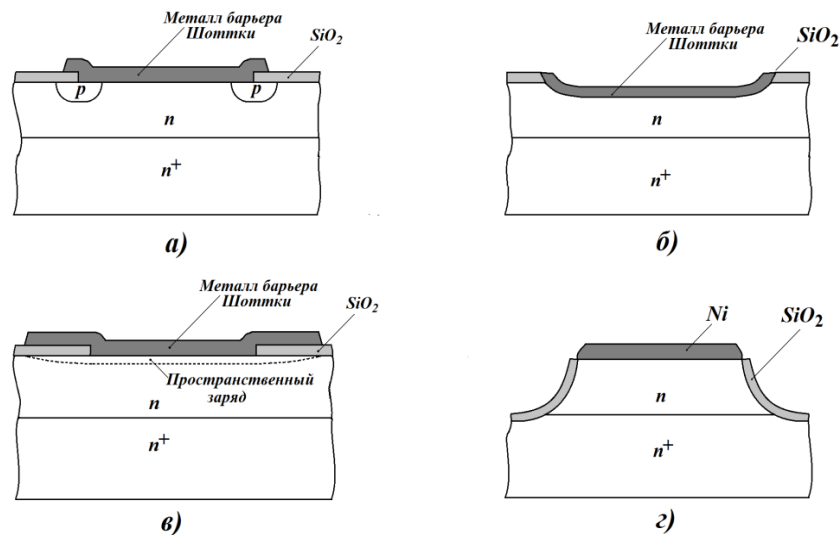 Металл барьера
Шоттки
SiO2
p
p
n
n+
а)
Металл барьера
Шоттки
SiO2
n
n+
б)
Металл барьера
Шоттки
SiO2
Пространственный
заряд
n
n+
в)
Ni
SiO2
n
n+
г)